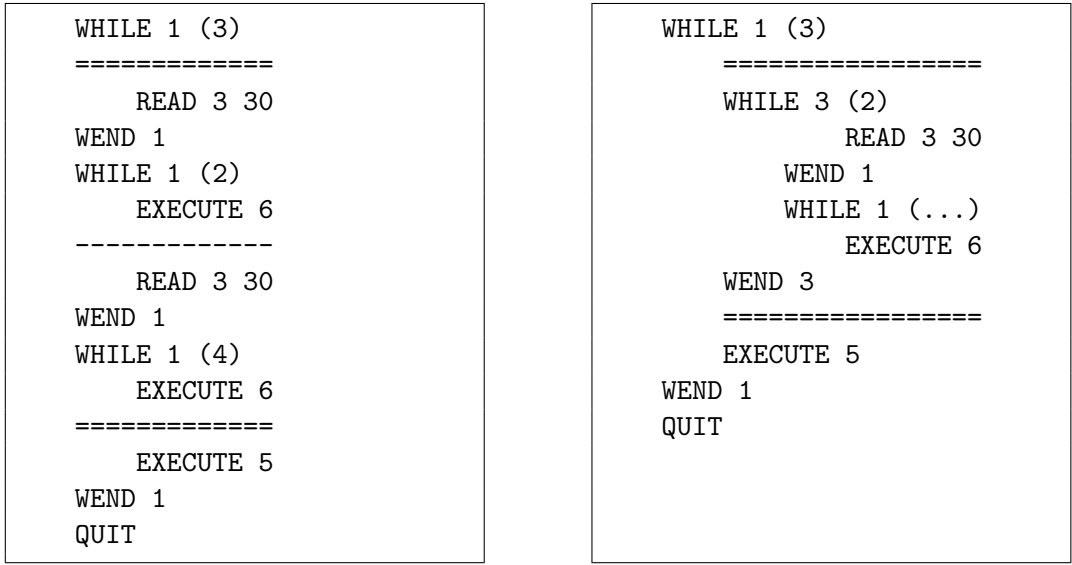 WHILE 1 (3)
=============
READ 3 30
WEND 1
WHILE 1 (2)
EXECUTE 6
-------------
READ 3 30
WEND 1
WHILE 1 (4)
EXECUTE 6
=============
EXECUTE 5
WEND 1
QUIT
WHILE 1 (3)
=================
WHILE 3 (2)
READ 3 30
WEND 1
WHILE 1 (...)
EXECUTE 6
WEND 3
=================
EXECUTE 5
WEND 1
QUIT